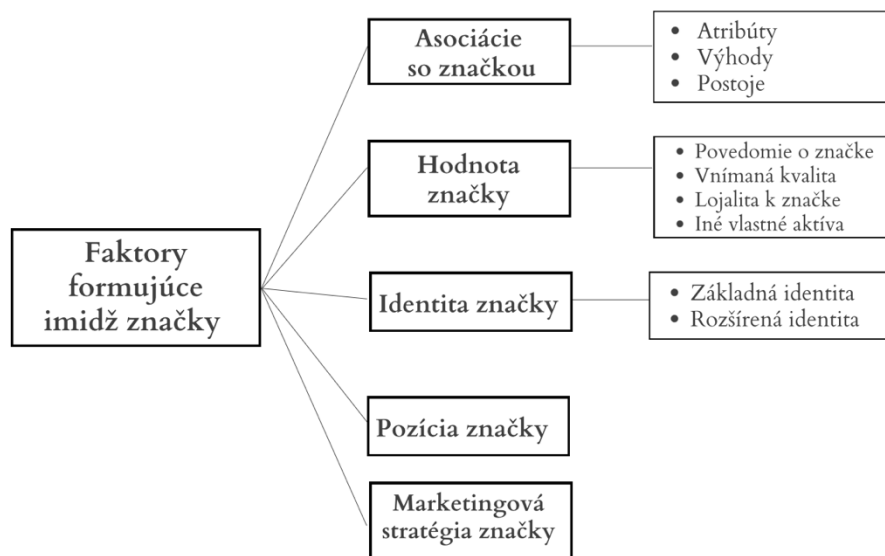 Faktory
formujúce
imidž značky
Asociácie
so značkou
• Atribúty
• Výhody
• Postoje
Hodnota
značky
• Povedomie o značke
• Vnímaná kvalita
• Lojalita k značke
• Iné vlastné aktíva
Identita značky
• Základná identita
• Rozšírená identita
Pozícia značky
Marketingová
stratégia značky